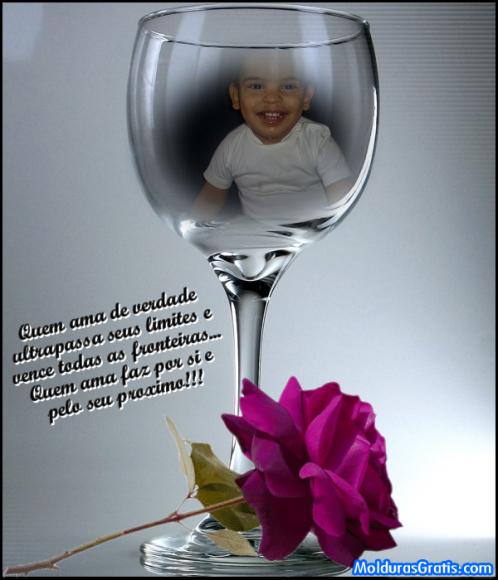 Quem ama de verdade
ultrapassa seus limites e
vence todas as fronteiras...
Quem ama faz por si e
pelo seu proximo!!!
MoldurasGratis.com